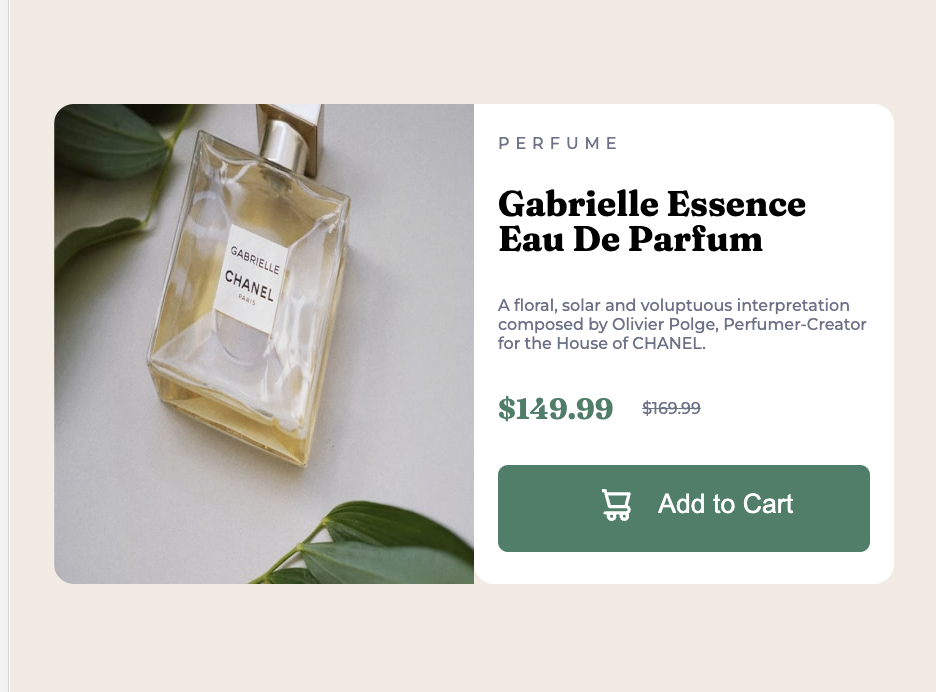 GABRIELLE
CHANEL
PARIS
PERFUME
Gabrielle Essence
Eau De Parfum
A floral, solar and voluptuous interpretation
composed by Olivier Polge, Perfumer-Creator
for the House of CHANEL.
$149.99 $169.99
Add to Cart